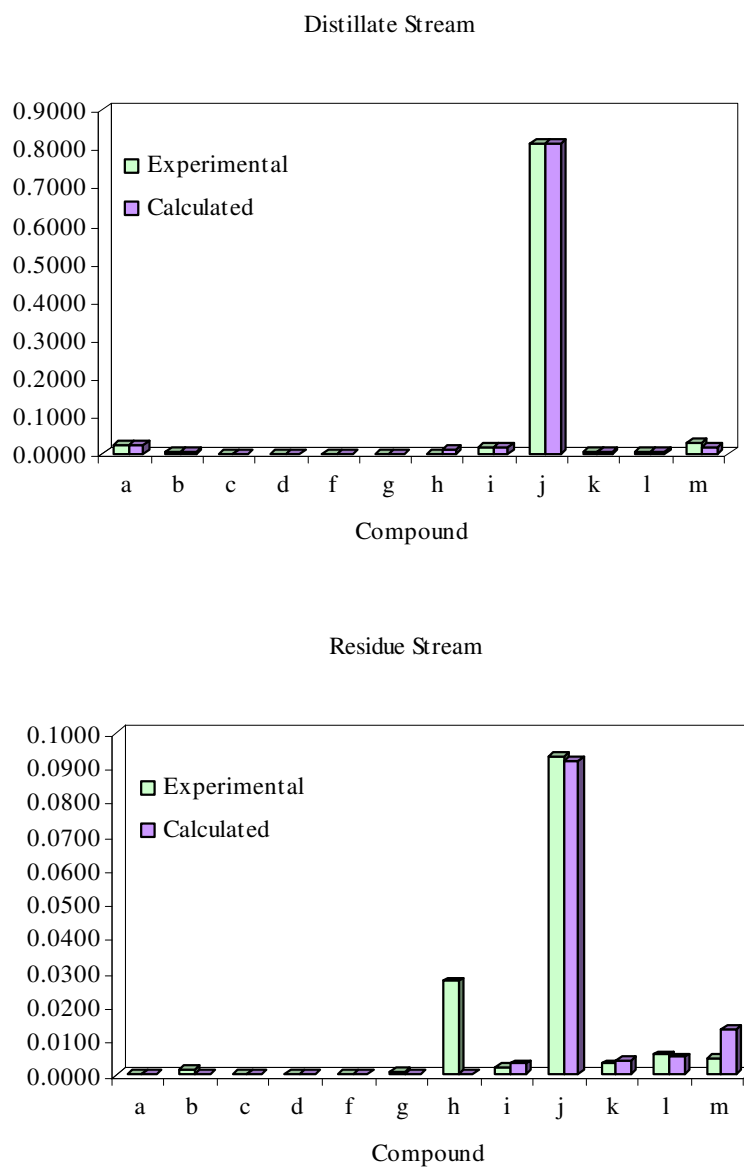 Distillate Stream
0.9000
0.8000
0.7000
0.6000
0.5000
0.4000
0.3000
0.2000
0.1000
0.0000
Experimental
Calculated
a b c d f g h i j k l m
Compound
Residue Stream
0.1000
0.0900
0.0800
0.0700
0.0600
0.0500
0.0400
0.0300
0.0200
0.0100
0.0000
Experimental
Calculated
a b c d f g h i j k l m
Compound